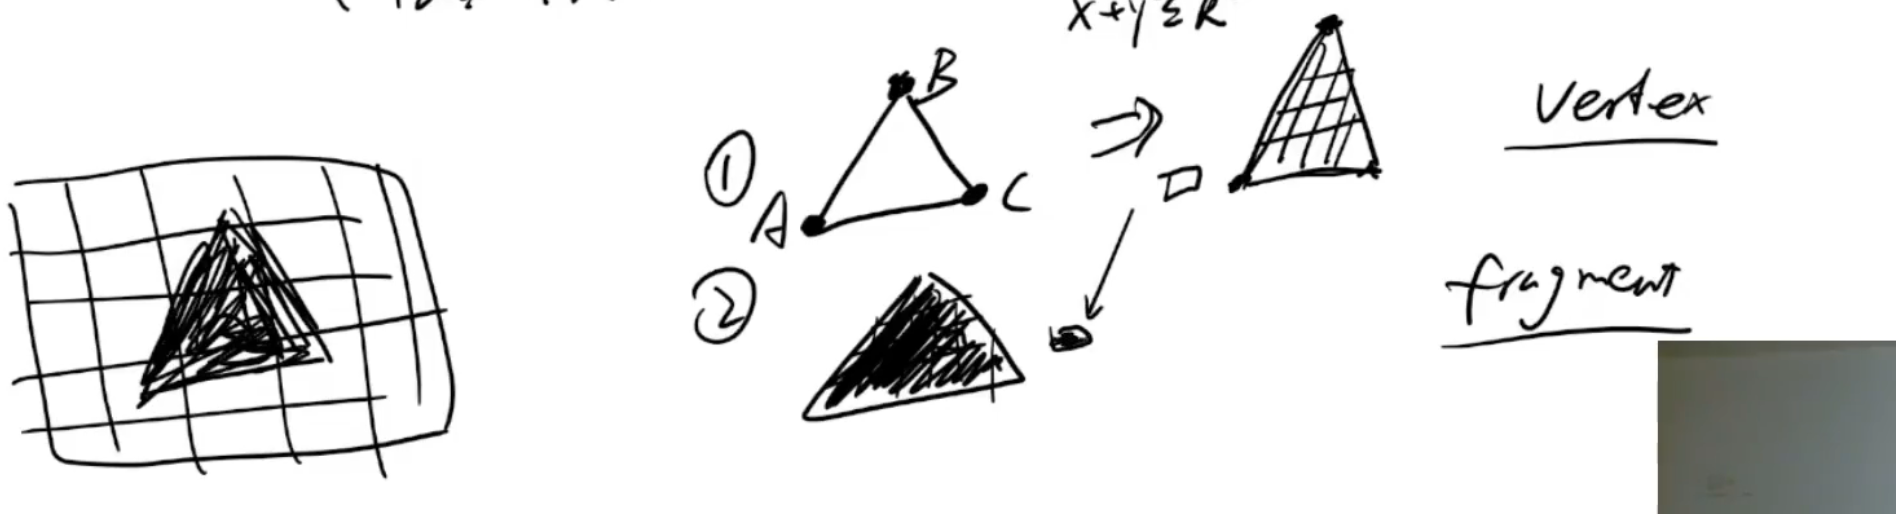 B
① 
A
C
vertex
②
fragment